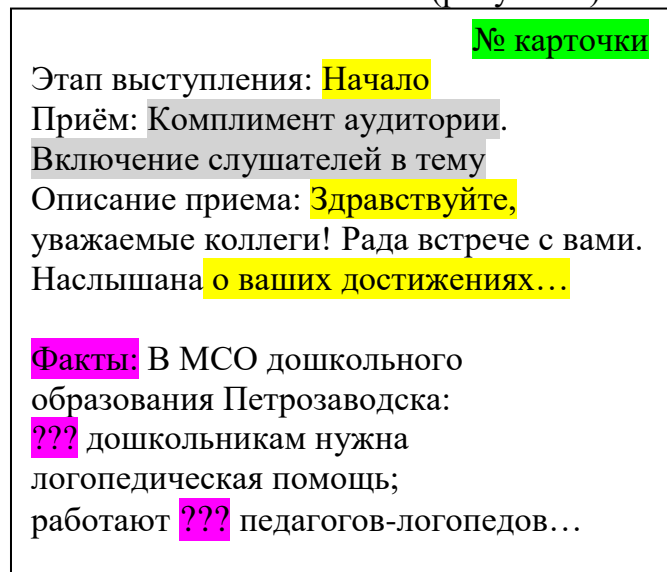 № карточки
Этап выступления: Начало
Приём: Комплимент аудитории.
Включение слушателей в тему
Описание приема: Здравствуйте,
уважаемые коллеги! Рада встрече с вами.
Наслышана о ваших достижениях…
Факты: В МСО дошкольного
образования Петрозаводска:
??? дошкольникам нужна
логопедическая помощь;
работают ??? педагогов-логопедов…